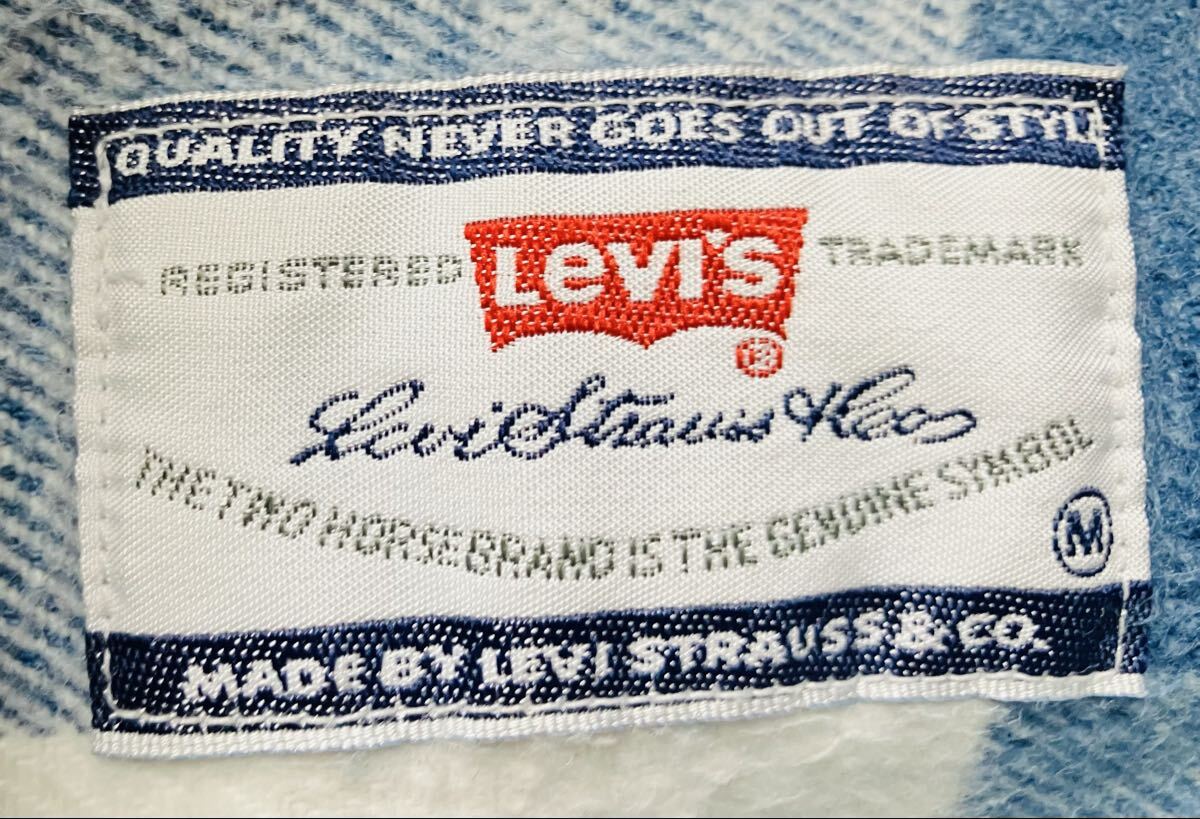 QUALITY NEVER GOES OUT OF STYLE
REGISTERED LEVI'S TRADEMARK
®
Levi Strauss & Co
THE TWO HORSE BRAND IS THE GENUINE SYMBOL
M
MADE BY LEVI STRAUSS & CO.